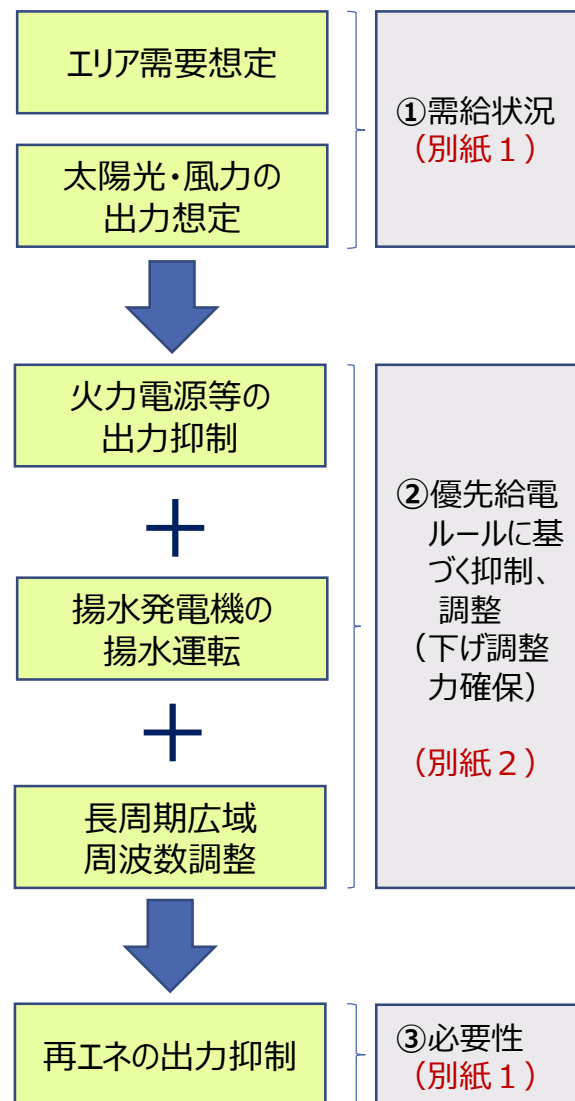 エリア需要想定
太陽光・風力の
出力想定
①需給状況
（別紙１）
火力電源等の
出力抑制
＋
揚水発電機の
揚水運転
＋
長周期広域
周波数調整
②優先給電
ルールに基
づく抑制、
調整
（下げ調整
力確保）
（別紙２）
再エネの出力抑制
③必要性
（別紙１）